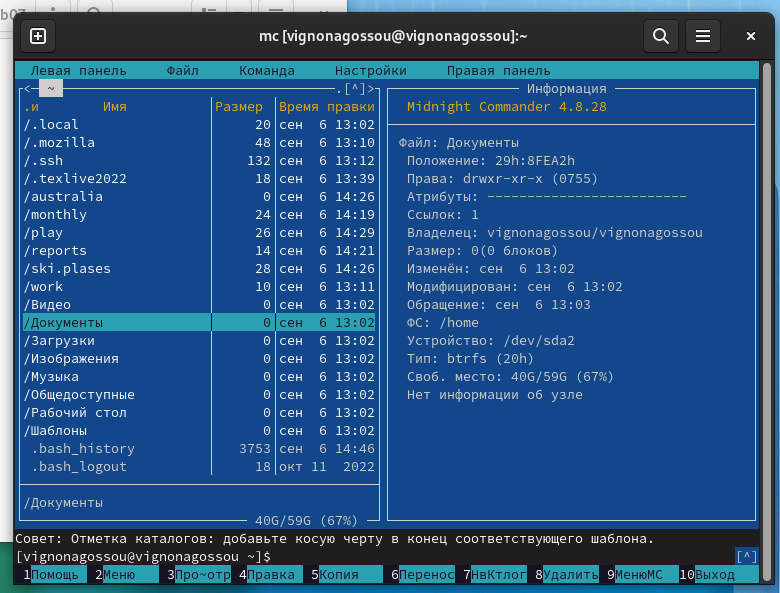 mc [vignonagossou@vignonagossou]:~
Левая панель Файл Команда Настройки Правая панель
<─ ~ .[^]>
.и Имя Размер Время правки
/.local 20 сен 6 13:02
/.mozilla 48 сен 6 13:10
/.ssh 132 сен 6 13:12
/.texlive2022 18 сен 6 13:39
/australia 0 сен 6 14:26
/monthly 24 сен 6 14:19
/play 26 сен 6 14:29
/reports 14 сен 6 14:21
/ski.plases 28 сен 6 14:26
/work 10 сен 6 13:11
/Видео 0 сен 6 13:02
/Документы 0 сен 6 13:02
/Загрузки 0 сен 6 13:02
/Изображения 0 сен 6 13:02
/Музыка 0 сен 6 13:02
/Общедоступные 0 сен 6 13:02
/Рабочий стол 0 сен 6 13:02
/Шаблоны 0 сен 6 13:02
.bash_history 3753 сен 6 14:46
.bash_logout 18 окт 11 2022
/Документы
40G/59G (67%)
Информация
Midnight Commander 4.8.28
Файл: Документы
Положение: 29h:8FEA2h
Права: drwxr-xr-x (0755)
Атрибуты: -------------------------
Ссылок: 1
Владелец: vignonagossou/vignonagossou
Размер: 0(0 блоков)
Изменён: сен 6 13:02
Модифицирован: сен 6 13:02
Обращение: сен 6 13:03
ФС: /home
Устройство: /dev/sda2
Тип: btrfs (20h)
Своб. место: 40G/59G (67%)
Нет информации об узле
Совет: Отметка каталогов: добавьте косую черту в конец соответствующего шаблона.
[vignonagossou@vignonagossou ~]$ [^]
1Помощь 2Меню 3Про~отр 4Правка 5Копия 6Перенос 7НвКтлог 8Удалить 9МенюMC 10Выход